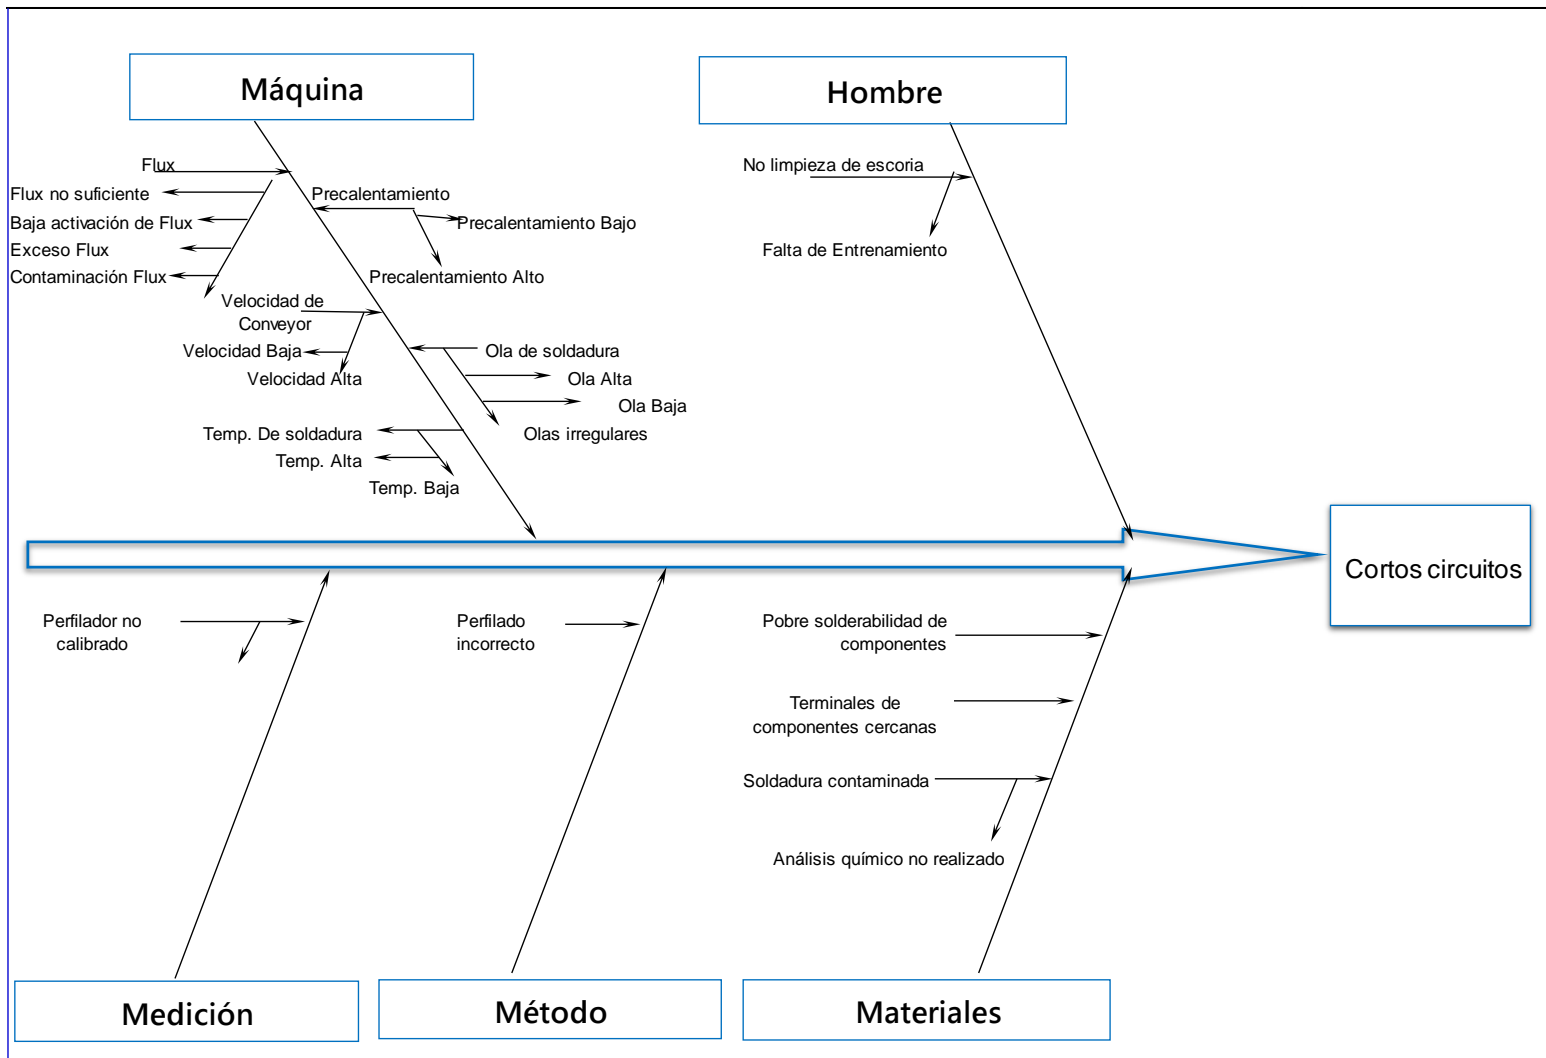 Máquina
Hombre
Flux
Flux no suficiente
Baja activación de Flux
Exceso Flux
Contaminación Flux
Precalentamiento
Precalentamiento Bajo
Precalentamiento Alto
Velocidad de
Conveyor
Velocidad Baja
Velocidad Alta
Ola de soldadura
Ola Alta
Ola Baja
Olas irregulares
Temp. De soldadura
Temp. Alta
Temp. Baja
No limpieza de escoria
Falta de Entrenamiento
Cortos circuitos
Perfilador no
calibrado
Perfilado
incorrecto
Pobre solderabilidad de
componentes
Terminales de
componentes cercanas
Soldadura contaminada
Análisis químico no realizado
Medición
Método
Materiales